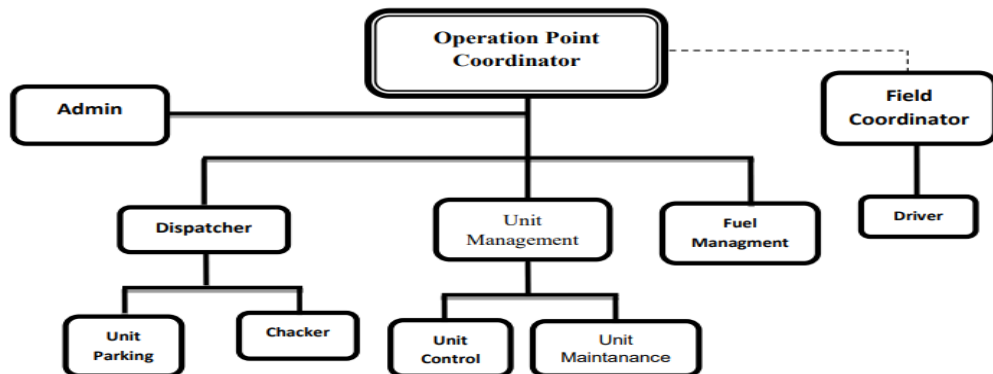 Operation Point
Coordinator
Admin
Field
Coordinator
Dispatcher
Unit
Management
Fuel
Managment
Driver
Unit
Parking
Chacker
Unit
Control
Unit
Maintanance